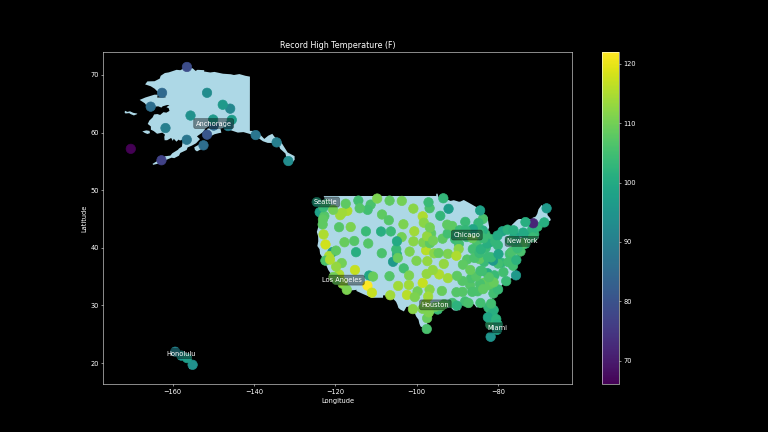 Record High Temperature (F)
70
60
50
40
30
20
Latitude
−160
−140
−120
−100
−80
Longitude
Anchorage
Seattle
Chicago
New York
Los Angeles
Houston
Miami
Honolulu
120
110
100
90
80
70